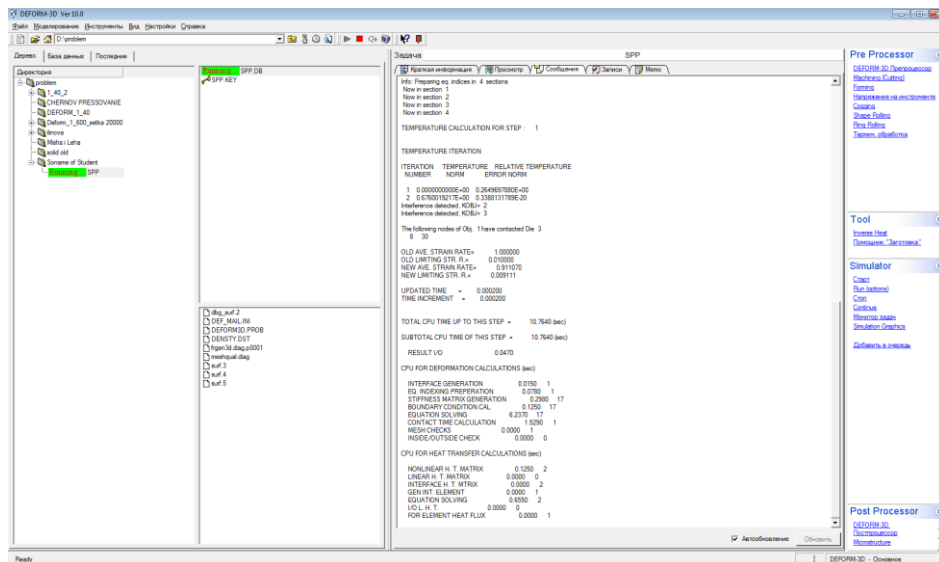 DEFORM-3D Ver10.0
Файл Моделирование Инструменты Вид Настройки Справка
D:\problem
Дерево База данных Последние
Директория
problem
1_40_2
CHERNOV PRESSOVANIE
DEFORM_1_40
Deform_1_600_setka 20000
ilinova
Misha i Leha
solid old
Soname of Student
Running SPP
Running SPP.DB
SPP.KEY
dbg_surf.2
DEF_MAIL.INI
DEFORM3D.PROB
DENSTY.DST
frgen3d.diag.p0001
meshqual.diag
surf.3
surf.4
surf.5
Задача SPP
Краткая информация Просмотр Сообщения Записи Memo
Info: Preparing eq. indices in 4 sections
Now in section 1
Now in section 2
Now in section 3
Now in section 4
TEMPERATURE CALCULATION FOR STEP : 1
TEMPERATURE ITERATION
ITERATION TEMPERATURE RELATIVE TEMPERATURE
NUMBER NORM ERROR NORM
1 0.0000000000E+00 0.2649697880E+00
2 0.6760019217E+00 0.3388131789E-20
Interference detected, KOBJ= 2
Interference detected, KOBJ= 3
The following nodes of Obj. 1 have contacted Die 3
8 30
OLD AVE. STRAIN RATE= 1.000000
OLD LIMITING STR. R.= 0.010000
NEW AVE. STRAIN RATE= 0.911070
NEW LIMITING STR. R.= 0.009111
UPDATED TIME = 0.000200
TIME INCREMENT = 0.000200
TOTAL CPU TIME UP TO THIS STEP = 10.7640 (sec)
SUBTOTAL CPU TIME OF THIS STEP = 10.7640 (sec)
RESULT I/O 0.0470
CPU FOR DEFORMATION CALCULATIONS (sec)
INTERFACE GENERATION 0.0150 1
EQ. INDEXING PREPERATION 0.0780 1
STIFFNESS MATRIX GENERATION 0.2980 17
BOUNDARY CONDITION CAL. 0.1250 17
EQUATION SOLVING 6.2370 17
CONTACT TIME CALCULATION 1.5290 1
MESH CHECKS 0.0000 1
INSIDE/OUTSIDE CHECK 0.0000 0
CPU FOR HEAT TRANSFER CALCULATIONS (sec)
NONLINEAR H. T. MATRIX 0.1250 2
LINEAR H. T. MATRIX 0.0000 0
INTERFACE H. T. MTRIX 0.0000 2
GEN INT. ELEMENT 0.0000 1
EQUATION SOLVING 0.6550 2
I/O L. H. T. 0.0000 0
FOR ELEMENT HEAT FLUX 0.0000 1
Автообновление Обновить
Pre Processor
DEFORM-3D Препроцессор
Machining (Cutting)
Forming
Напряжения на инструменте
Cogging
Shape Rolling
Ring Rolling
Термич. обработка
Tool
Inverse Heat
Помощник "Заготовка"
Simulator
Старт
Run (options)
Стоп
Continue
Монитор задач
Simulation Graphics
Добавить в очередь
Post Processor
DEFORM-3D
Постпроцессор
Microstructure
Ready
DEFORM-3D - Основное